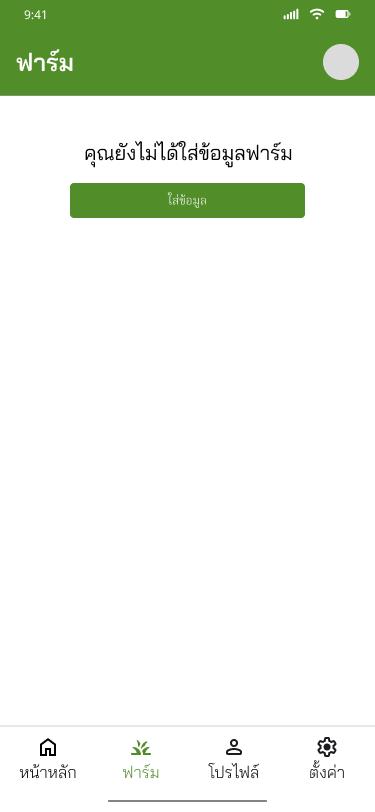 9:41
ฟาร์ม
คุณยังไม่ได้ใส่ข้อมูลฟาร์ม
ใส่ข้อมูล
หน้าหลัก
ฟาร์ม
โปรไฟล์
ตั้งค่า